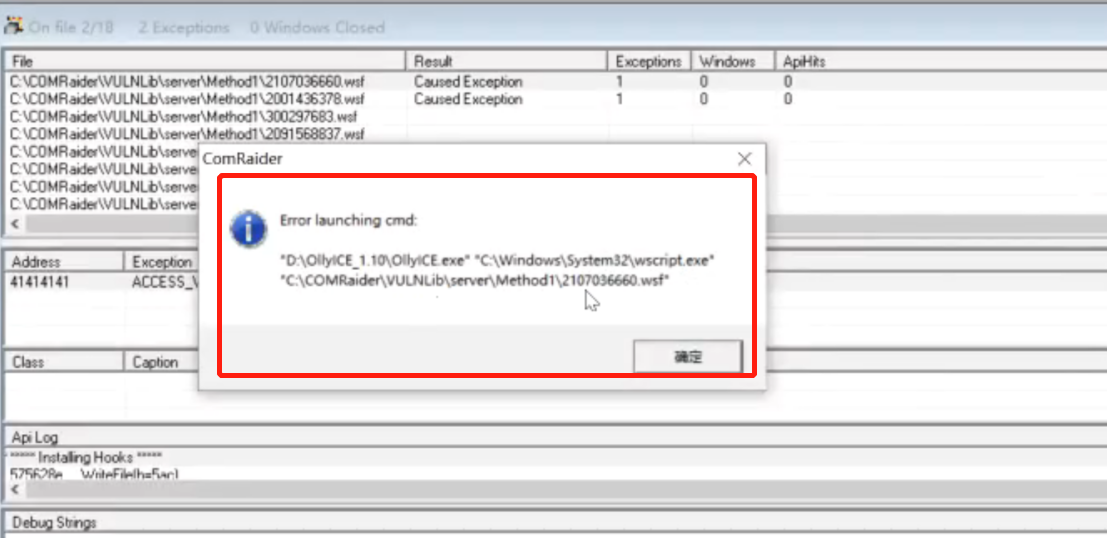 On file 2/18 2 Exceptions 0 Windows Closed
File Result Exceptions Windows ApiHits
C:\COMRaider\VULNLib\server\Method1\2107036660.wsf Caused Exception 1 0 0
C:\COMRaider\VULNLib\server\Method1\2001436378.wsf Caused Exception 1 0 0
C:\COMRaider\VULNLib\server\Method1\300297683.wsf
C:\COMRaider\VULNLib\server\Method1\2091568837.wsf
C:\COMRaider\VULNLib\serve
C:\COMRaider\VULNLib\serve
C:\COMRaider\VULNLib\serve
C:\COMRaider\VULNLib\serve
ComRaider
Error launching cmd:
"D:\OllyICE_1.10\OllyICE.exe" "C:\Windows\System32\wscript.exe"
"C:\COMRaider\VULNLib\server\Method1\2107036660.wsf"
确定
Address Exception
41414141 ACCESS_V
Class Caption
Api Log
***** Installing Hooks *****
575628e WriteFile(h=5ac)
Debug Strings